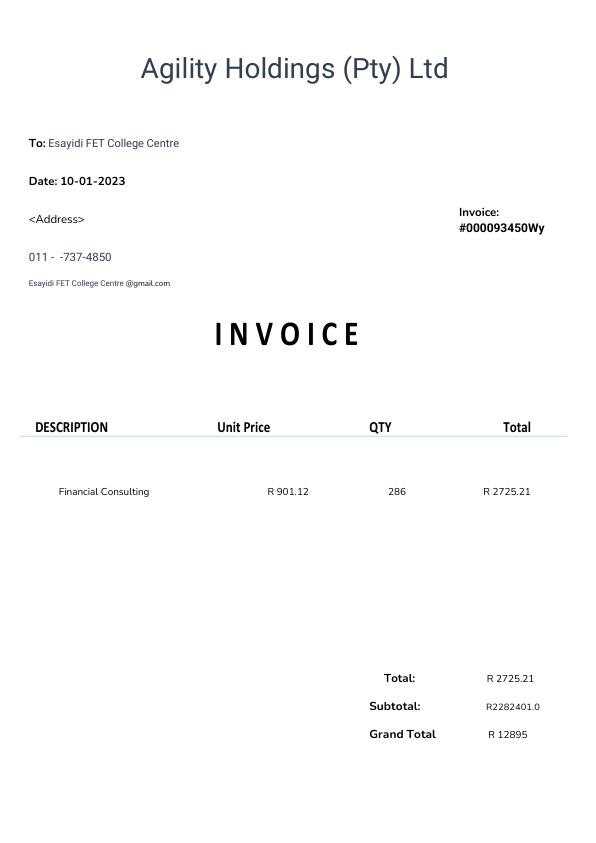 Agility Holdings (Pty) Ltd
To: Esayidi FET College Centre
Date: 10-01-2023
<Address>
Invoice:
#000093450Wy
011 -  -737-4850
Esayidi FET College Centre @gmail.com
INVOICE
DESCRIPTION Unit Price QTY Total
Financial Consulting R 901.12 286 R 2725.21
Total: R 2725.21
Subtotal: R2282401.0
Grand Total R 12895